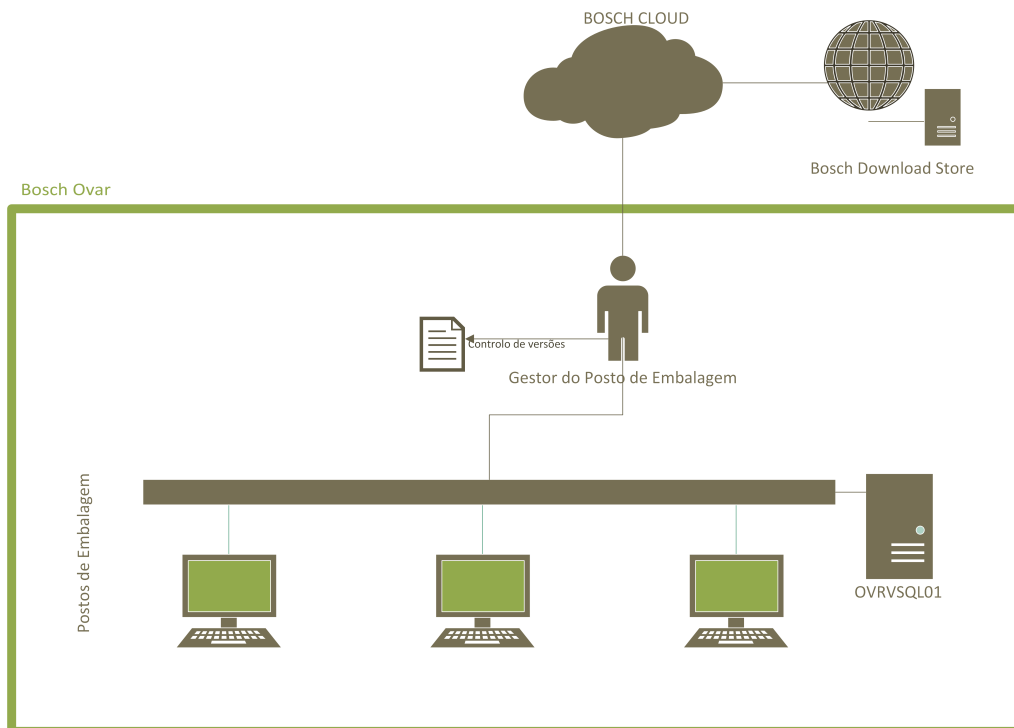 BOSCH CLOUD
Bosch Download Store
Bosch Ovar
Controlo de versões
Gestor do Posto de Embalagem
Postos de Embalagem
OVRVSQL01